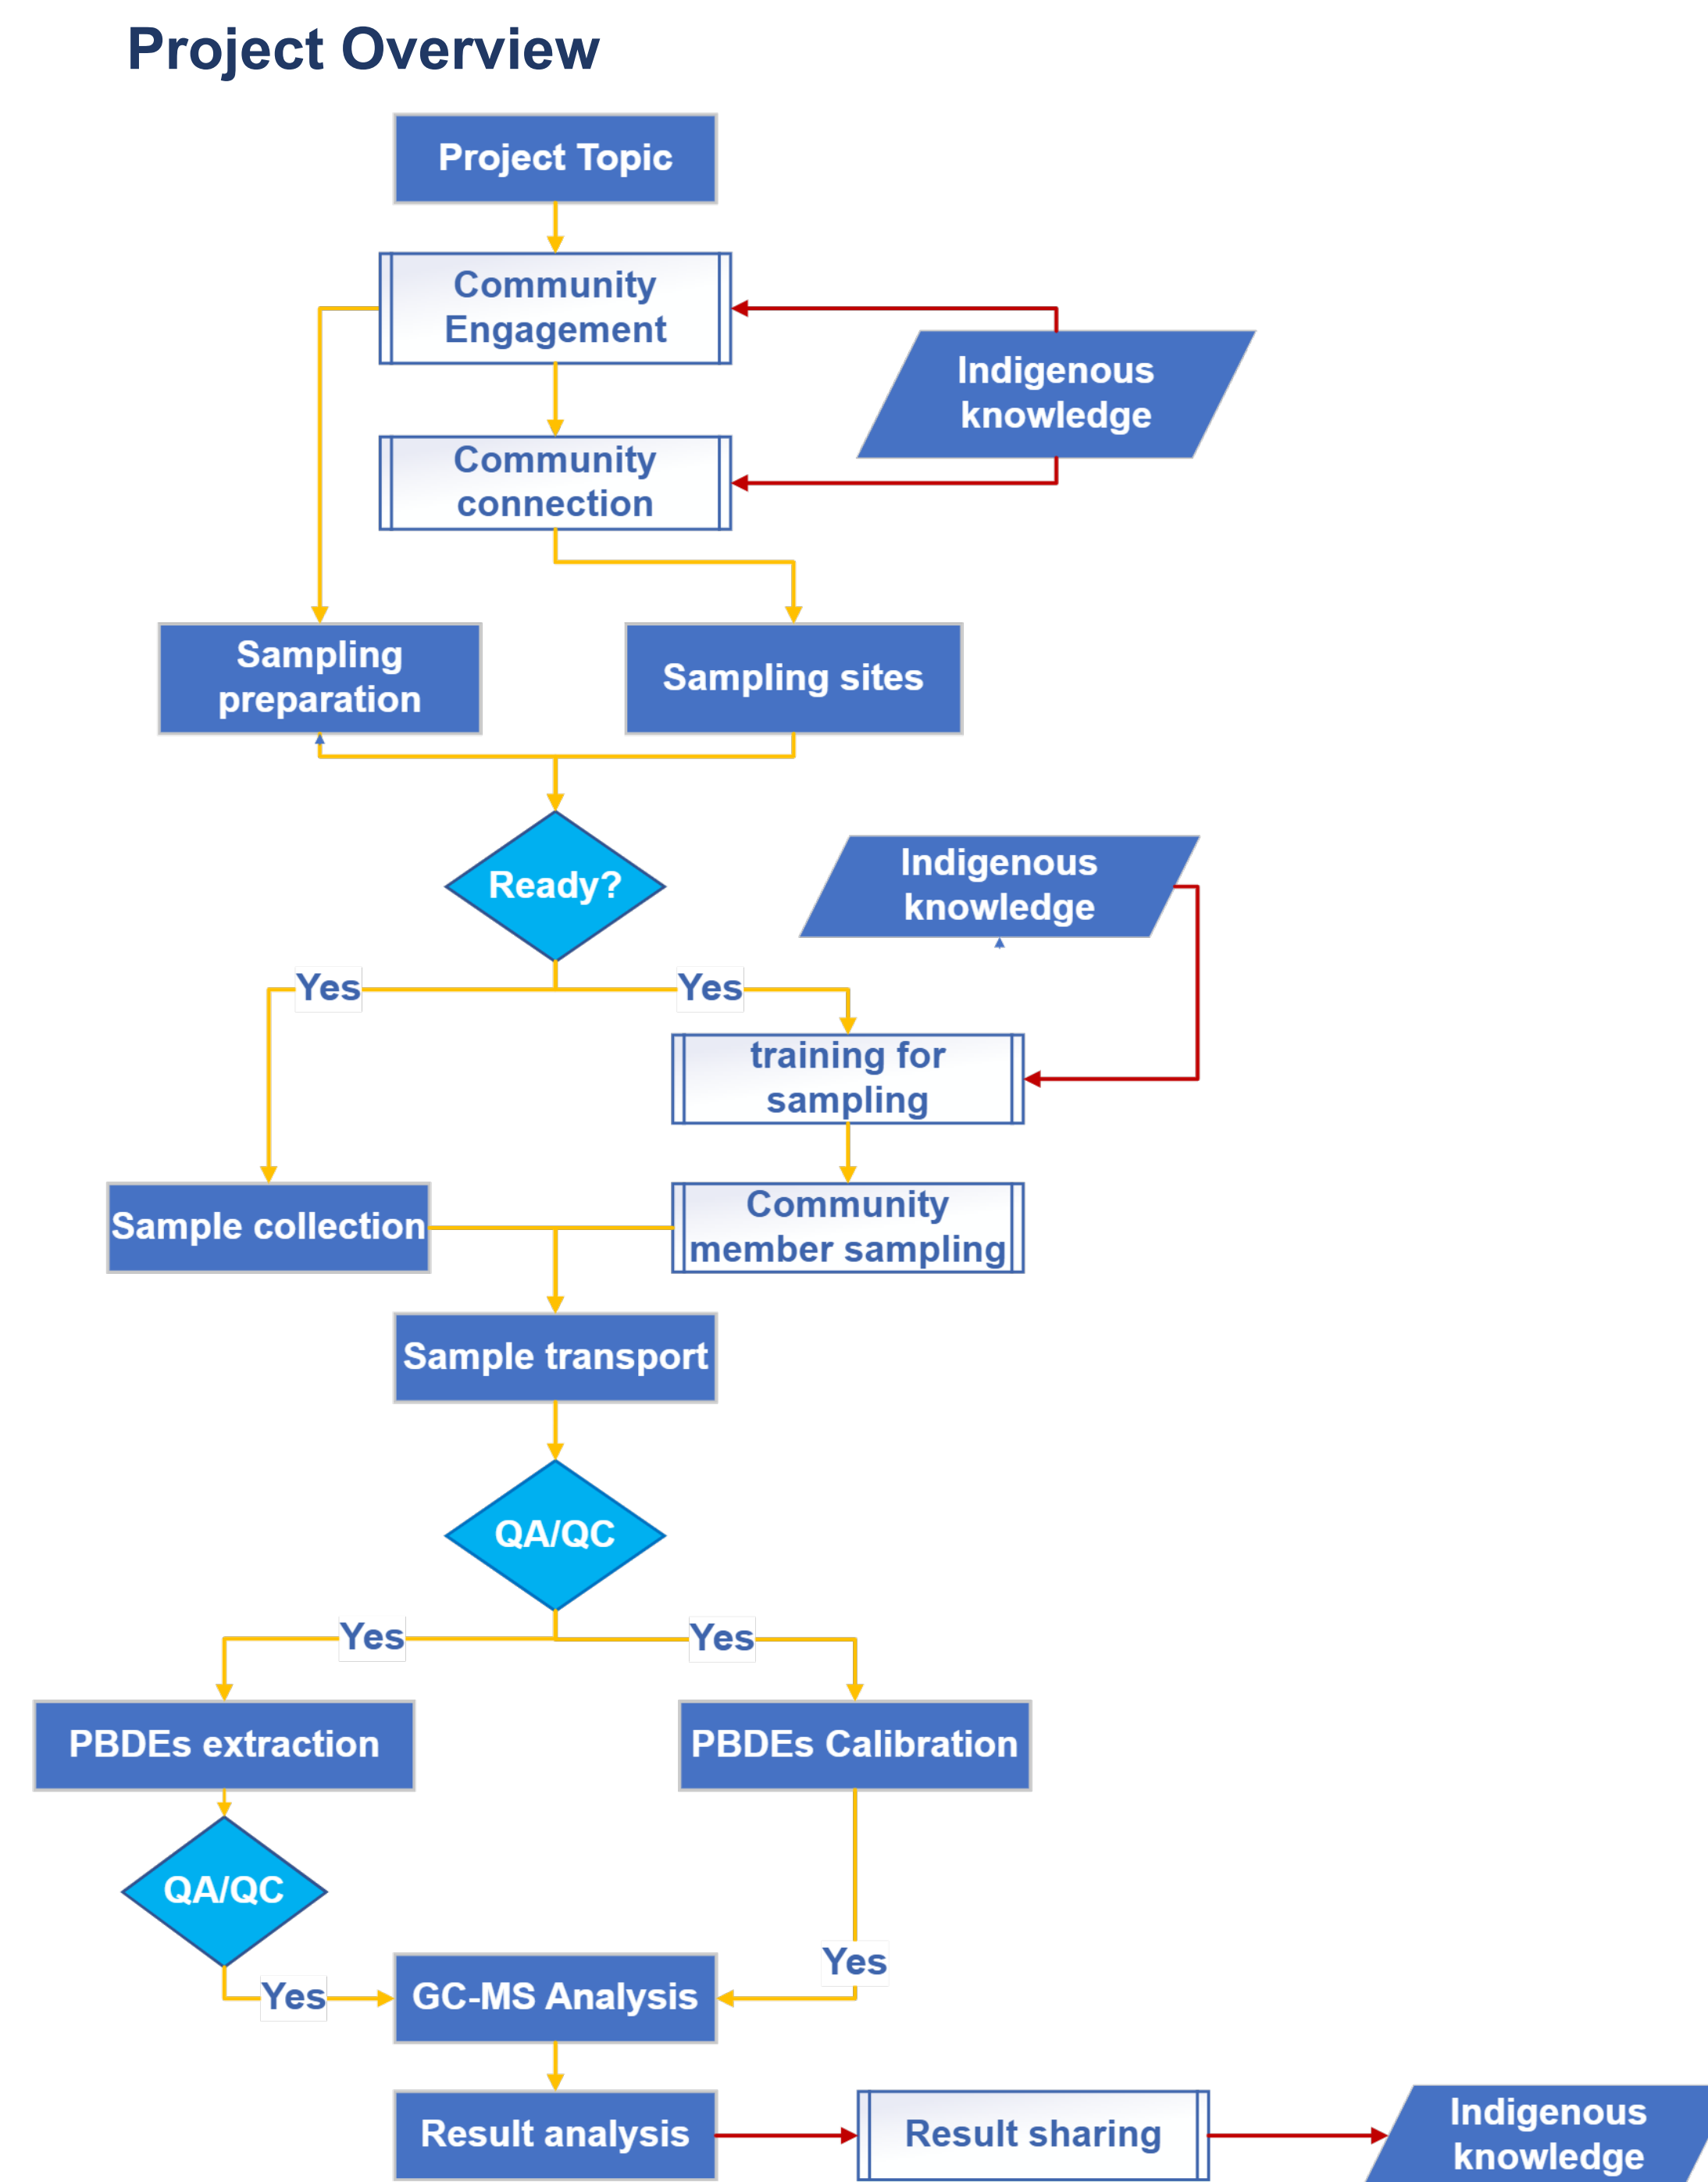 Project Overview
Project Topic
Community
Engagement
Indigenous
knowledge
Community
connection
Sampling
preparation
Sampling sites
Ready?
Indigenous
knowledge
Yes
Yes
training for
sampling
Sample collection
Community
member sampling
Sample transport
QA/QC
Yes
Yes
PBDEs extraction
PBDEs Calibration
QA/QC
Yes
Yes
GC-MS Analysis
Result analysis
Result sharing
Indigenous
knowledge